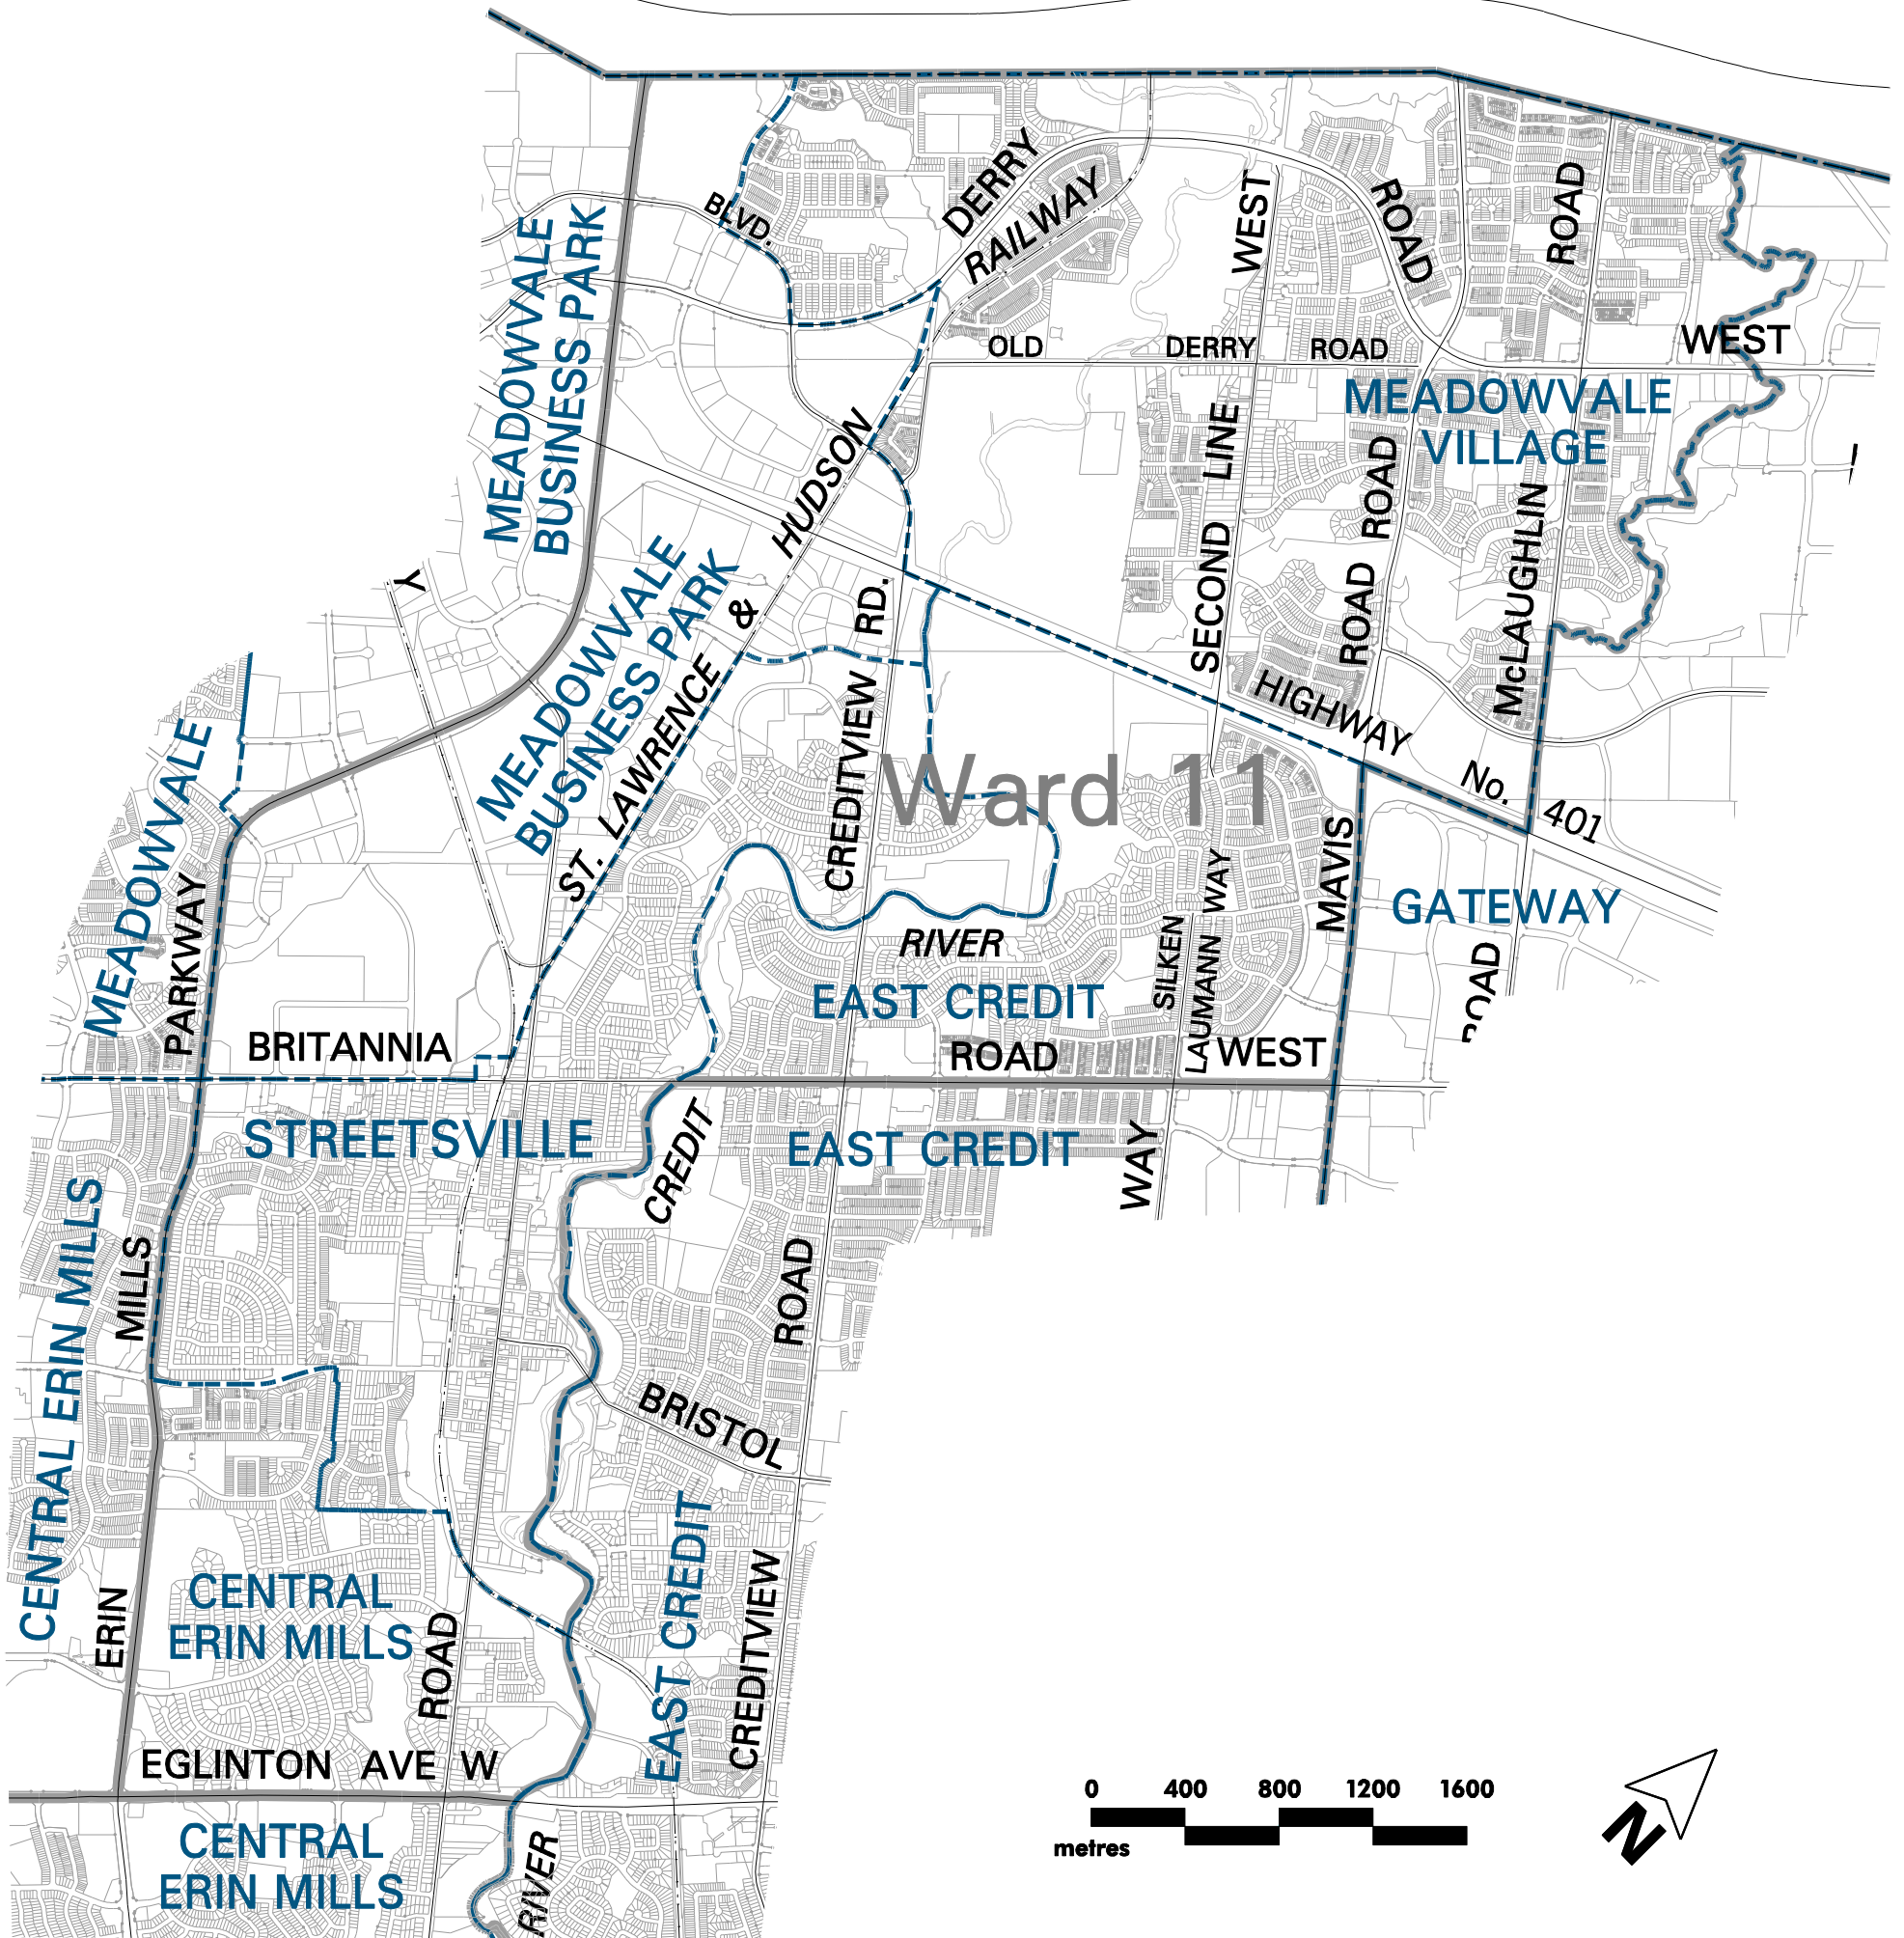 DERRY
RAILWAY
BLVD.
WEST
ROAD
ROAD
MEADOWVALE
BUSINESS PARK
OLD
DERRY
ROAD
WEST
MEADOWVALE
VILLAGE
LINE
SECOND
ROAD
ROAD
McLAUGHLIN
HUDSON
&
ST. LAWRENCE
MEADOWVALE
BUSINESS PARK
Y
CREDITVIEW RD.
HIGHWAY
No.
401
MEADOWVALE
PARKWAY
Ward 11
MAVIS
GATEWAY
ROAD
RIVER
SILKEN
LAUMANN WAY
EAST CREDIT
BRITANNIA
ROAD
WEST
STREETSVILLE
CREDIT
EAST CREDIT
WAY
CENTRAL ERIN MILLS
MILLS
ROAD
BRISTOL
CENTRAL
ERIN MILLS
ERIN
ROAD
EAST CREDIT
CREDITVIEW
EGLINTON AVE W
CENTRAL
ERIN MILLS
RIVER
0 400 800 1200 1600
metres
N